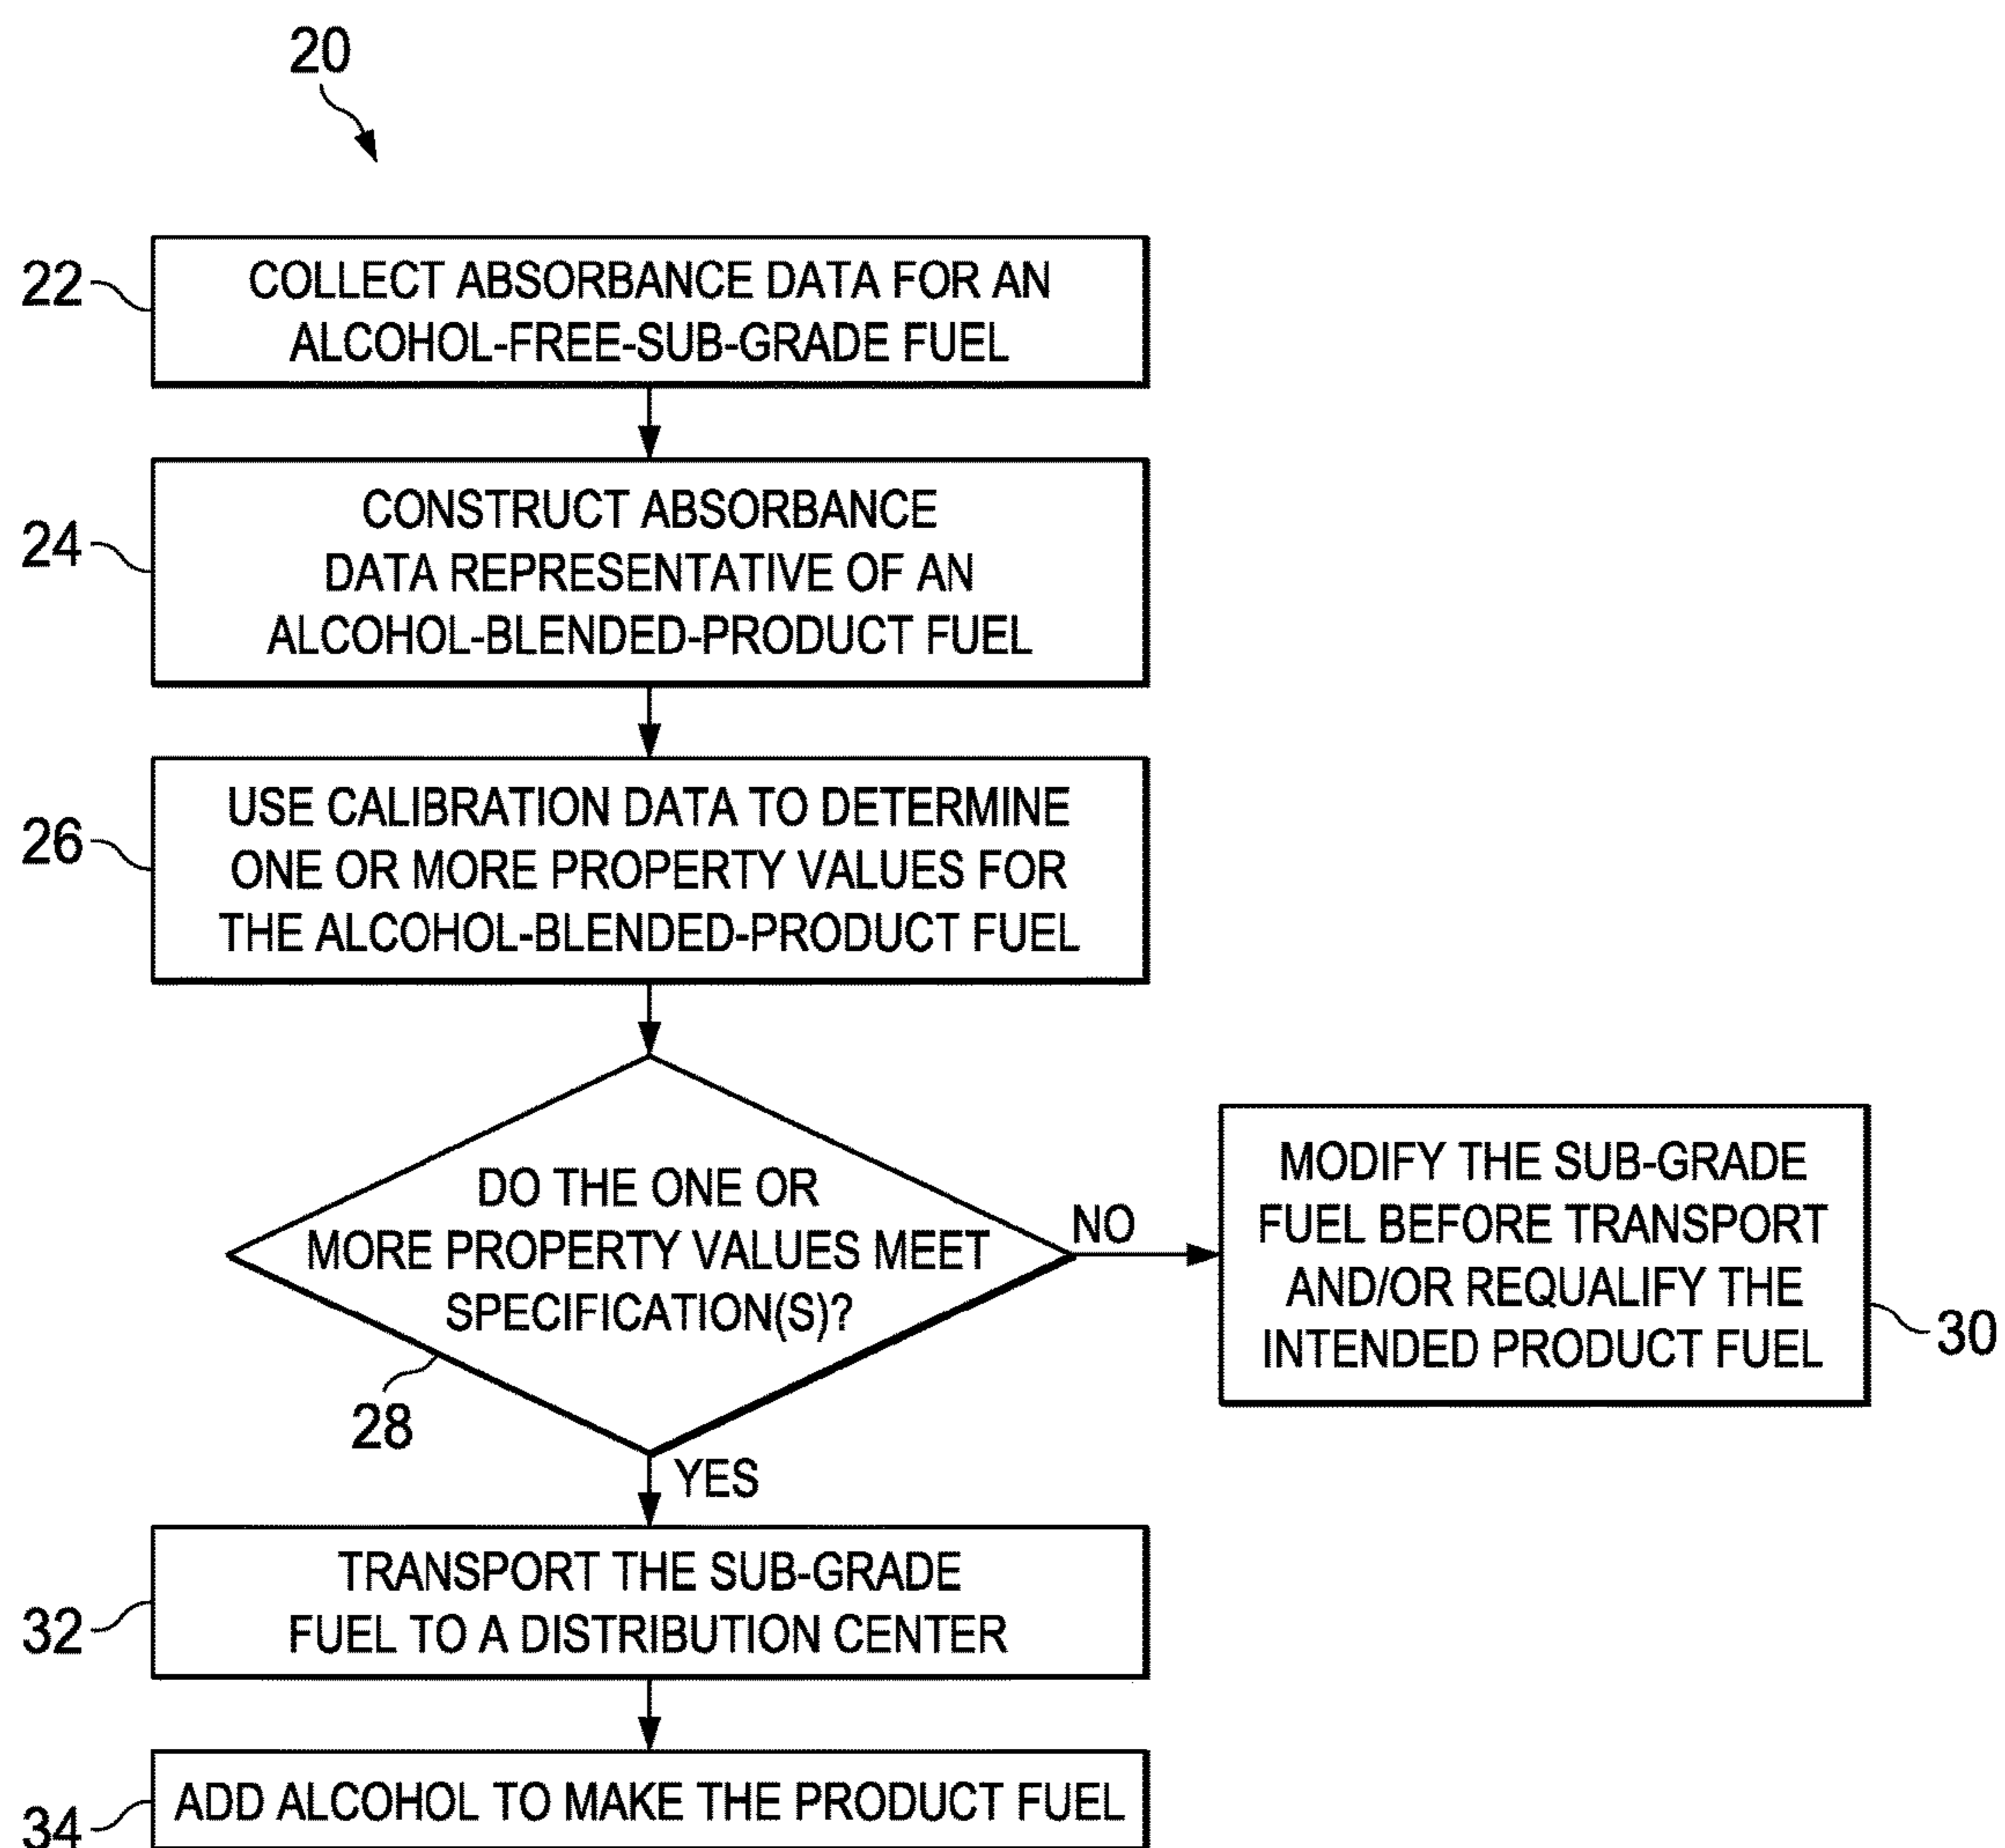 20
22
COLLECT ABSORBANCE DATA FOR AN
ALCOHOL-FREE-SUB-GRADE FUEL
24
CONSTRUCT ABSORBANCE
DATA REPRESENTATIVE OF AN
ALCOHOL-BLENDED-PRODUCT FUEL
26
USE CALIBRATION DATA TO DETERMINE
ONE OR MORE PROPERTY VALUES FOR
THE ALCOHOL-BLENDED-PRODUCT FUEL
DO THE ONE OR
MORE PROPERTY VALUES MEET
SPECIFICATION(S)?
28
NO
MODIFY THE SUB-GRADE
FUEL BEFORE TRANSPORT
AND/OR REQUALIFY THE
INTENDED PRODUCT FUEL
30
YES
32
TRANSPORT THE SUB-GRADE
FUEL TO A DISTRIBUTION CENTER
34
ADD ALCOHOL TO MAKE THE PRODUCT FUEL